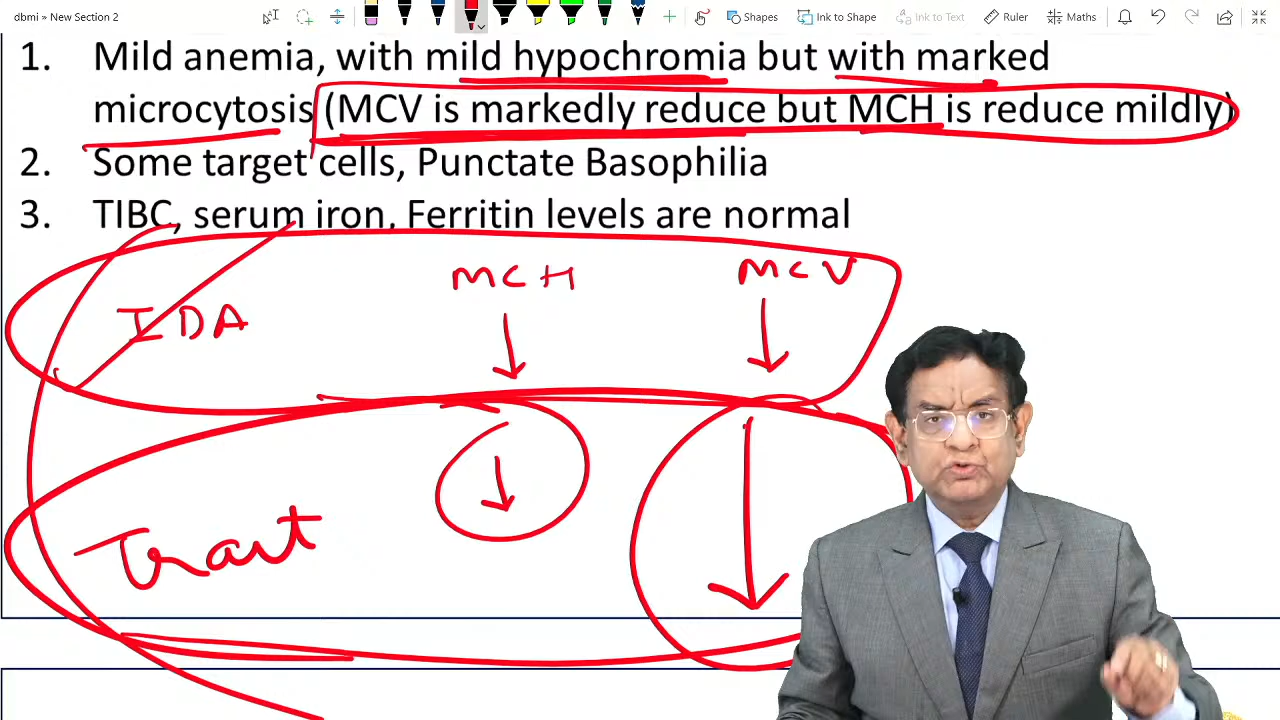 dbmi » New Section 2
Shapes Ink to Shape Ink to Text Ruler Maths
1. Mild anemia, with mild hypochromia but with marked
microcytosis (MCV is markedly reduce but MCH is reduce mildly)
2. Some target cells, Punctate Basophilia
3. TIBC, serum iron, Ferritin levels are normal
MCH MCV
IDA
Trait